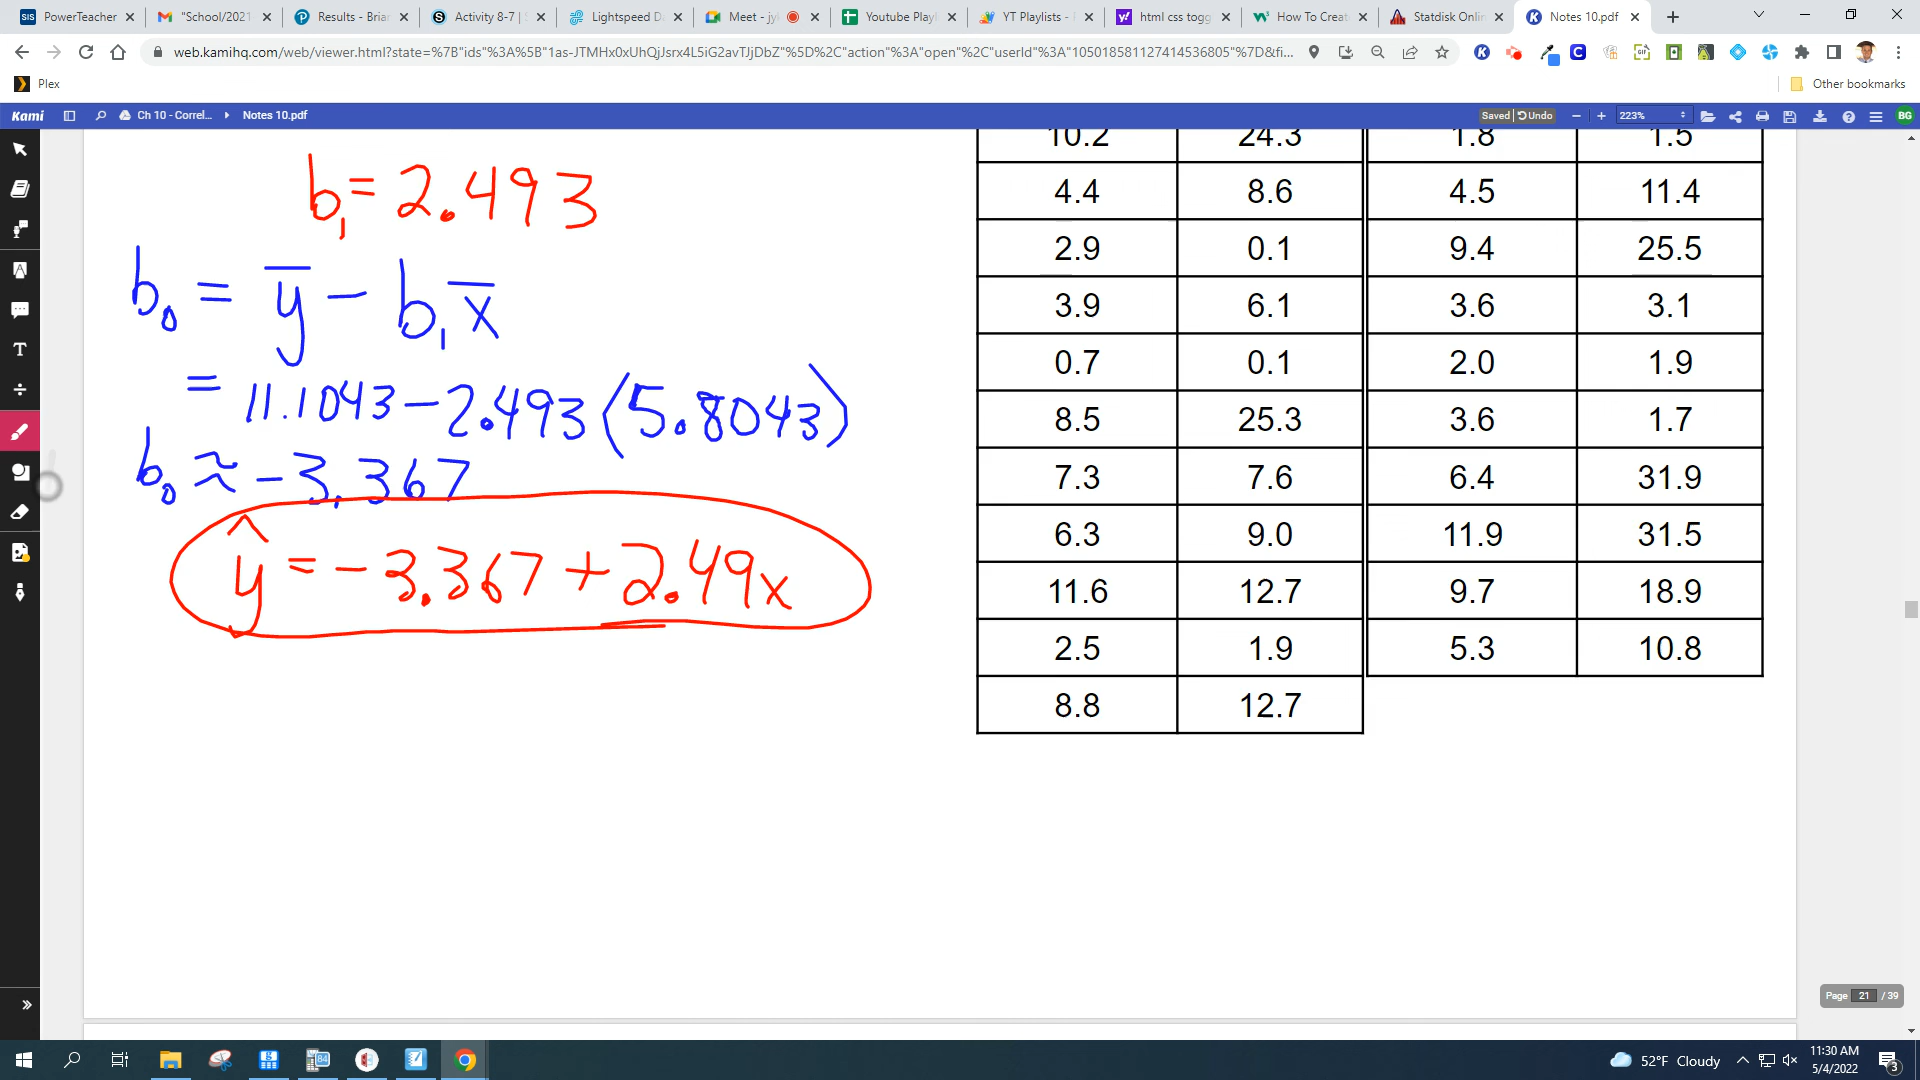 PowerTeacher
"School/2021
Results - Brian
Activity 8-7 | S
Lightspeed D
Meet - jyl
Youtube Playl
YT Playlists -
html css togg
How To Creat
Statdisk Onlin
Notes 10.pdf
web.kamihq.com/web/viewer.html?state=%7B"ids"%3A%5B"1as-JTMHx0xUhQjJsrx4L5iG2avTJjDbZ"%5D%2C"action"%3A"open"%2C"userId"%3A"105018581127414536805"%7D&fi...
Plex
Other bookmarks
Kami
Ch 10 - Correl...
Notes 10.pdf
Saved
Undo
223%
BG
b₁ = 2.493
b₀ = y̅ − b₁x̅
= 11.1043 − 2.493 (5.8043)
b₀ ≈ −3.367
ŷ = −3.367 + 2.49x
10.2 24.3 1.8 1.5
4.4 8.6 4.5 11.4
2.9 0.1 9.4 25.5
3.9 6.1 3.6 3.1
0.7 0.1 2.0 1.9
8.5 25.3 3.6 1.7
7.3 7.6 6.4 31.9
6.3 9.0 11.9 31.5
11.6 12.7 9.7 18.9
2.5 1.9 5.3 10.8
8.8 12.7
Page 21 / 39
52°F Cloudy
11:30 AM
5/4/2022
3